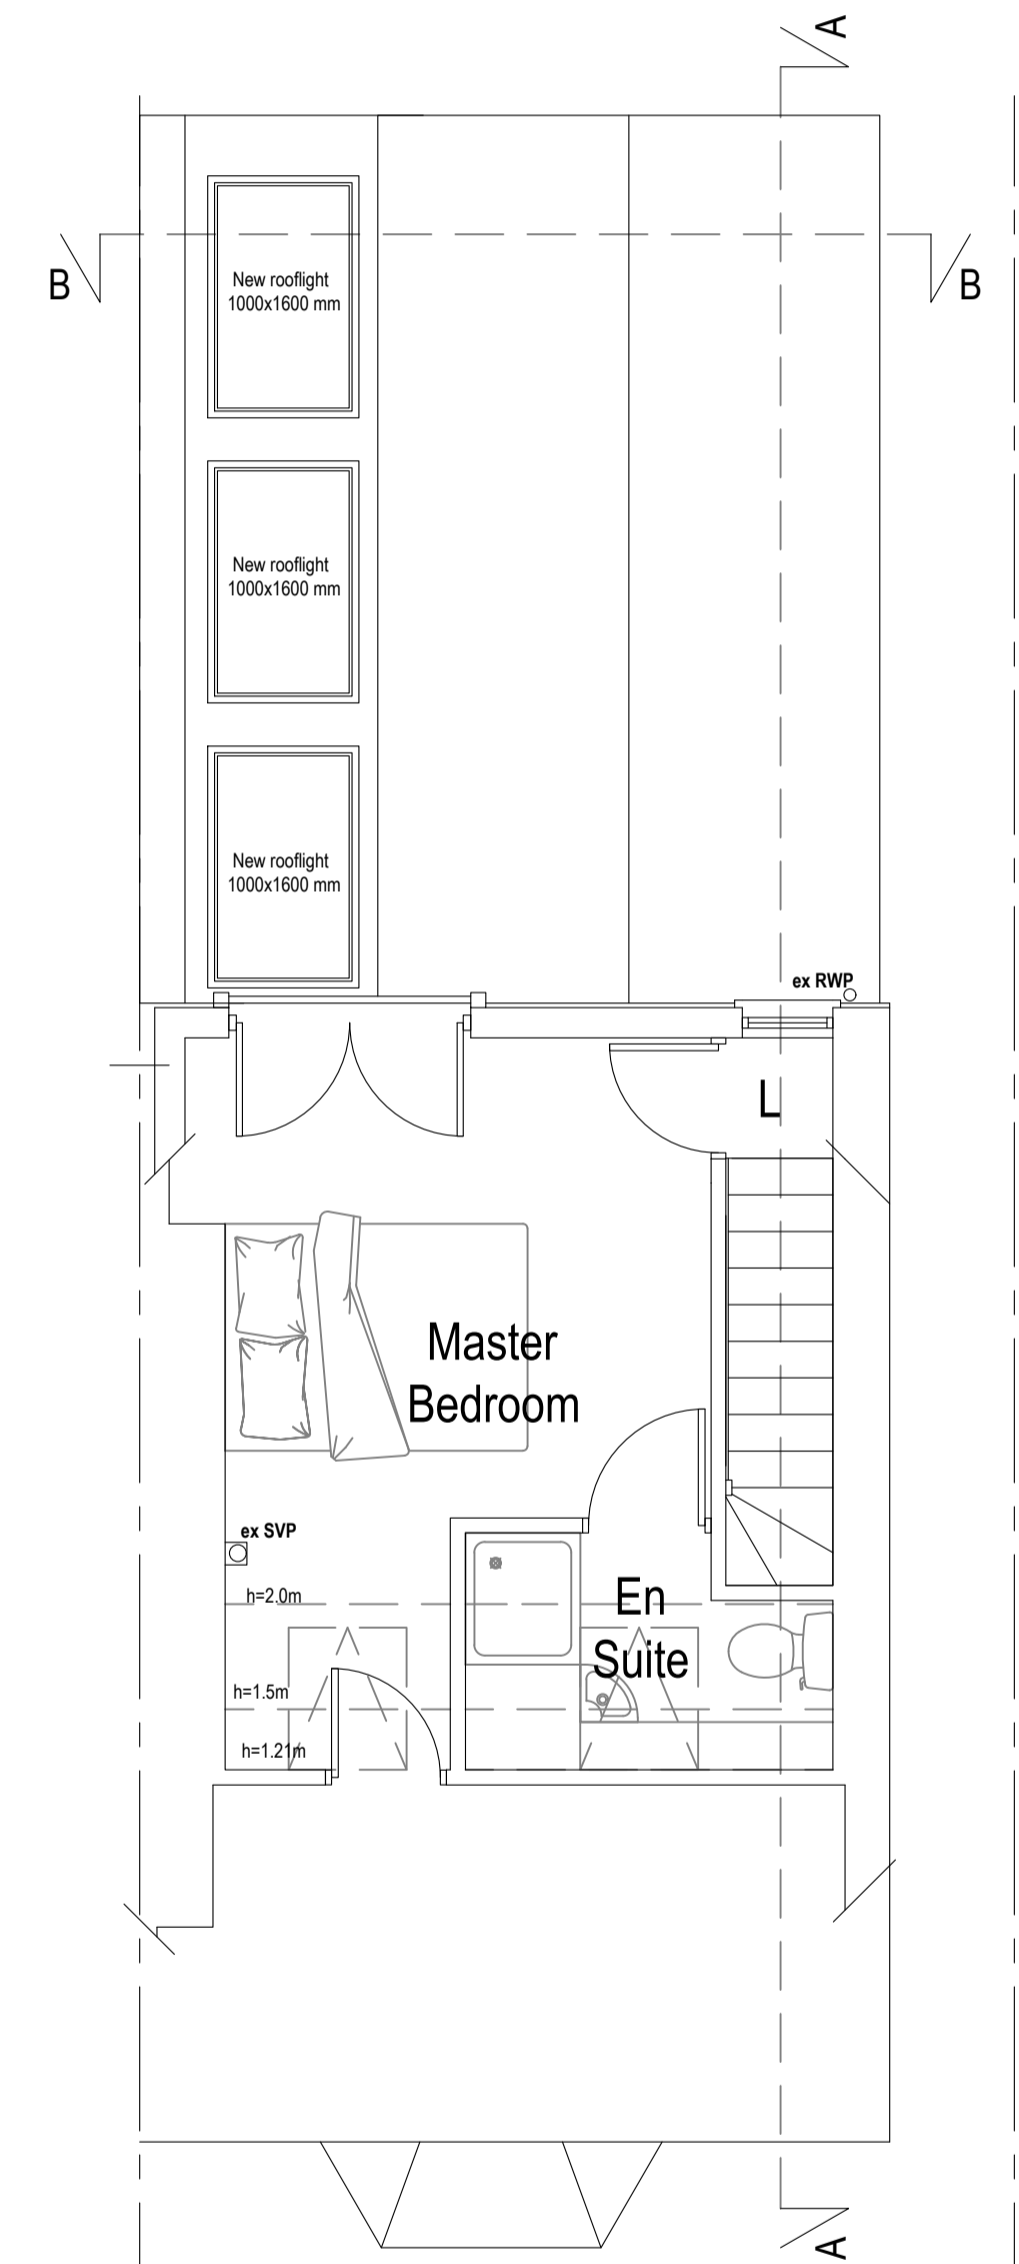 A
B
B
New rooflight
1000x1600 mm
New rooflight
1000x1600 mm
New rooflight
1000x1600 mm
ex RWP
L
Master
Bedroom
ex SVP
h=2.0m
En
Suite
h=1.5m
h=1.21m
A